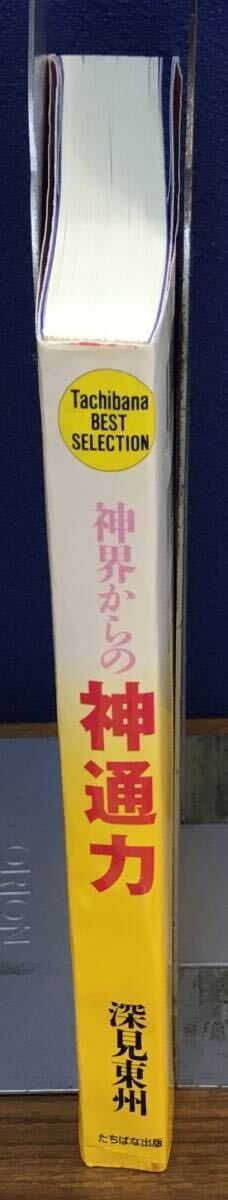 Tachibana
BEST
SELECTION
神界からの
神通力
深見東州
たちばな出版
ORION